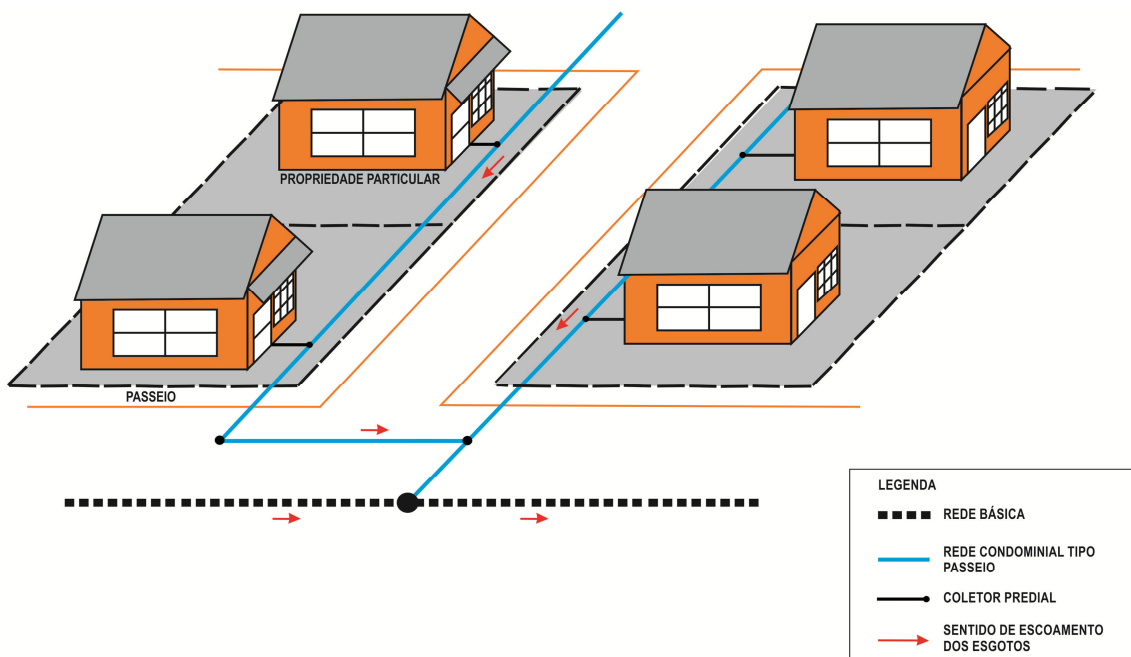 PROPRIEDADE PARTICULAR
PASSEIO
LEGENDA
REDE BÁSICA
REDE CONDOMINIAL TIPO
PASSEIO
COLETOR PREDIAL
SENTIDO DE ESCOAMENTO
DOS ESGOTOS